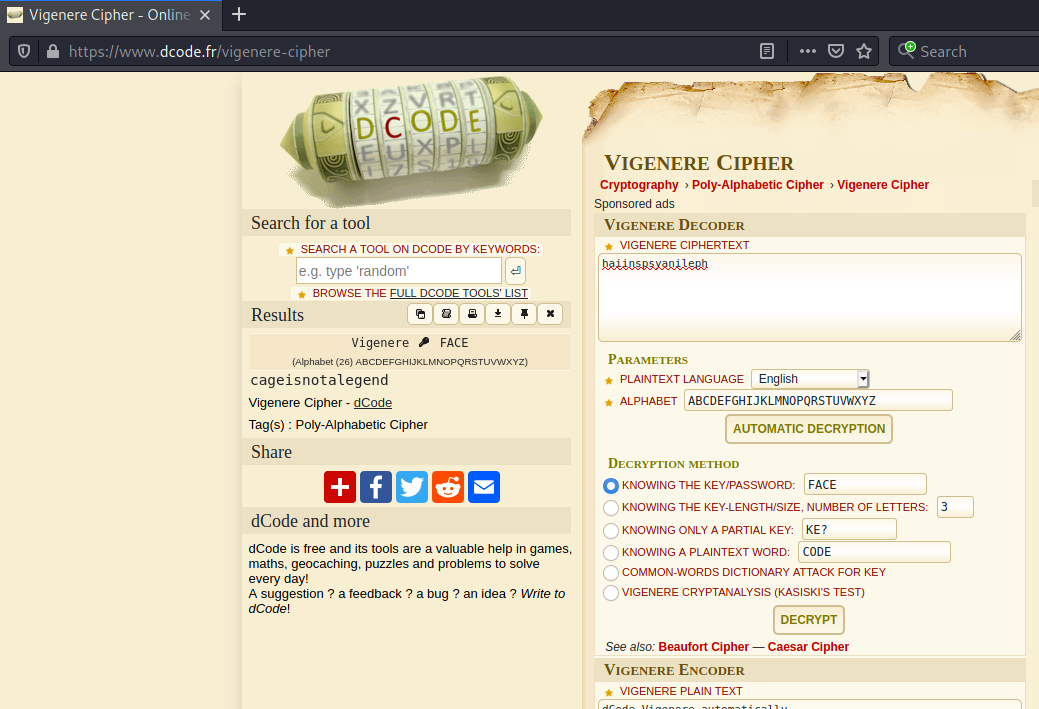 Vigenere Cipher - Online
https://www.dcode.fr/vigenere-cipher
Search
X Z V R T
D C O D E
E U X P L
Search for a tool
SEARCH A TOOL ON DCODE BY KEYWORDS:
e.g. type 'random'
BROWSE THE FULL DCODE TOOLS' LIST
Results
Vigenere FACE
(Alphabet (26) ABCDEFGHIJKLMNOPQRSTUVWXYZ)
cageisnotalegend
Vigenere Cipher - dCode
Tag(s) : Poly-Alphabetic Cipher
Share
dCode and more
dCode is free and its tools are a valuable help in games,
maths, geocaching, puzzles and problems to solve
every day!
A suggestion ? a feedback ? a bug ? an idea ? Write to
dCode!
VIGENERE CIPHER
Cryptography › Poly-Alphabetic Cipher › Vigenere Cipher
Sponsored ads
VIGENERE DECODER
VIGENERE CIPHERTEXT
haiinspsyanileph
PARAMETERS
PLAINTEXT LANGUAGE English
ALPHABET ABCDEFGHIJKLMNOPQRSTUVWXYZ
AUTOMATIC DECRYPTION
DECRYPTION METHOD
KNOWING THE KEY/PASSWORD: FACE
KNOWING THE KEY-LENGTH/SIZE, NUMBER OF LETTERS: 3
KNOWING ONLY A PARTIAL KEY: KE?
KNOWING A PLAINTEXT WORD: CODE
COMMON-WORDS DICTIONARY ATTACK FOR KEY
VIGENERE CRYPTANALYSIS (KASISKI'S TEST)
DECRYPT
See also: Beaufort Cipher — Caesar Cipher
VIGENERE ENCODER
VIGENERE PLAIN TEXT
dCode Vigenere automatically